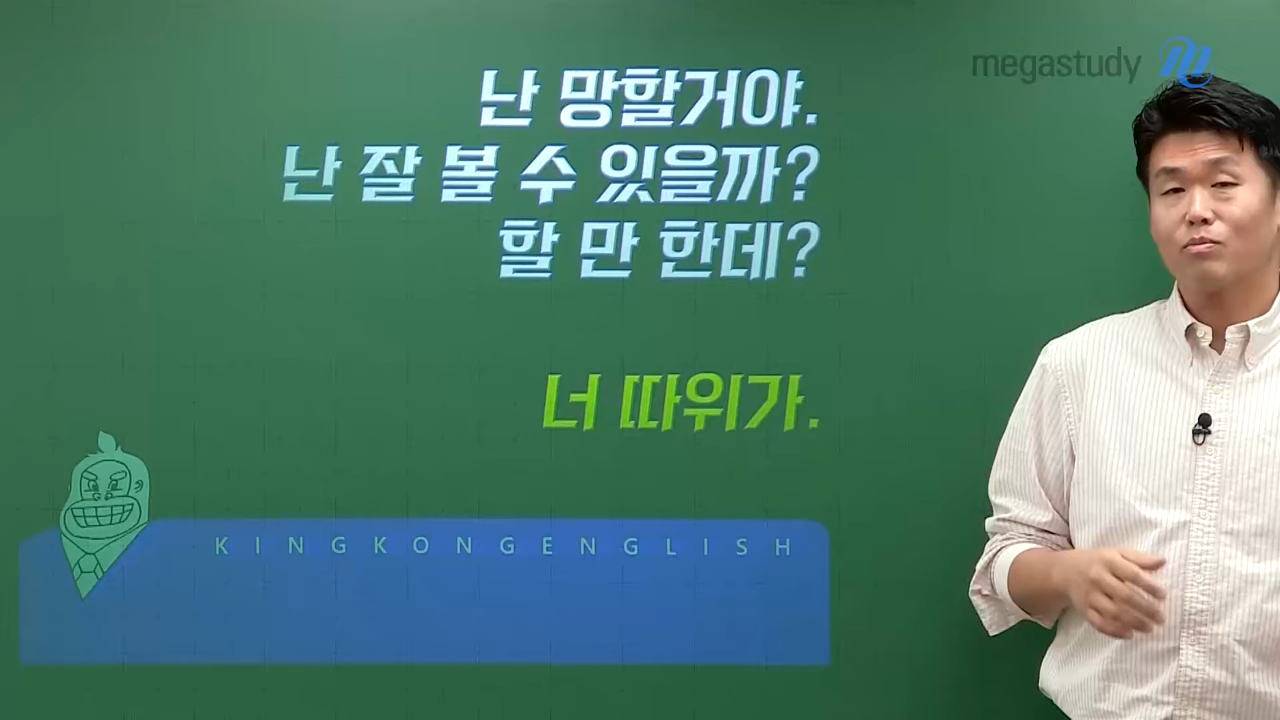 megastudy
난 망할거야.
난 잘 볼 수 있을까?
할 만 한데?
너 따위가.
KINGKONGENGLISH